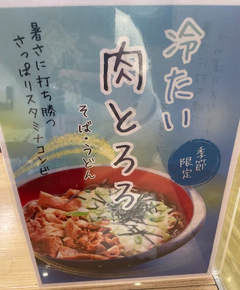 冷たい
肉とろろ
そば・うどん
季節
限定
暑さに打ち勝つ
さっぱりスタミナコンビ